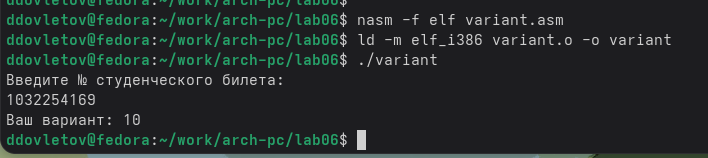 ddovletov@fedora:~/work/arch-pc/lab06$ nasm -f elf variant.asm
ddovletov@fedora:~/work/arch-pc/lab06$ ld -m elf_i386 variant.o -o variant
ddovletov@fedora:~/work/arch-pc/lab06$ ./variant
Введите № студенческого билета:
1032254169
Ваш вариант: 10
ddovletov@fedora:~/work/arch-pc/lab06$